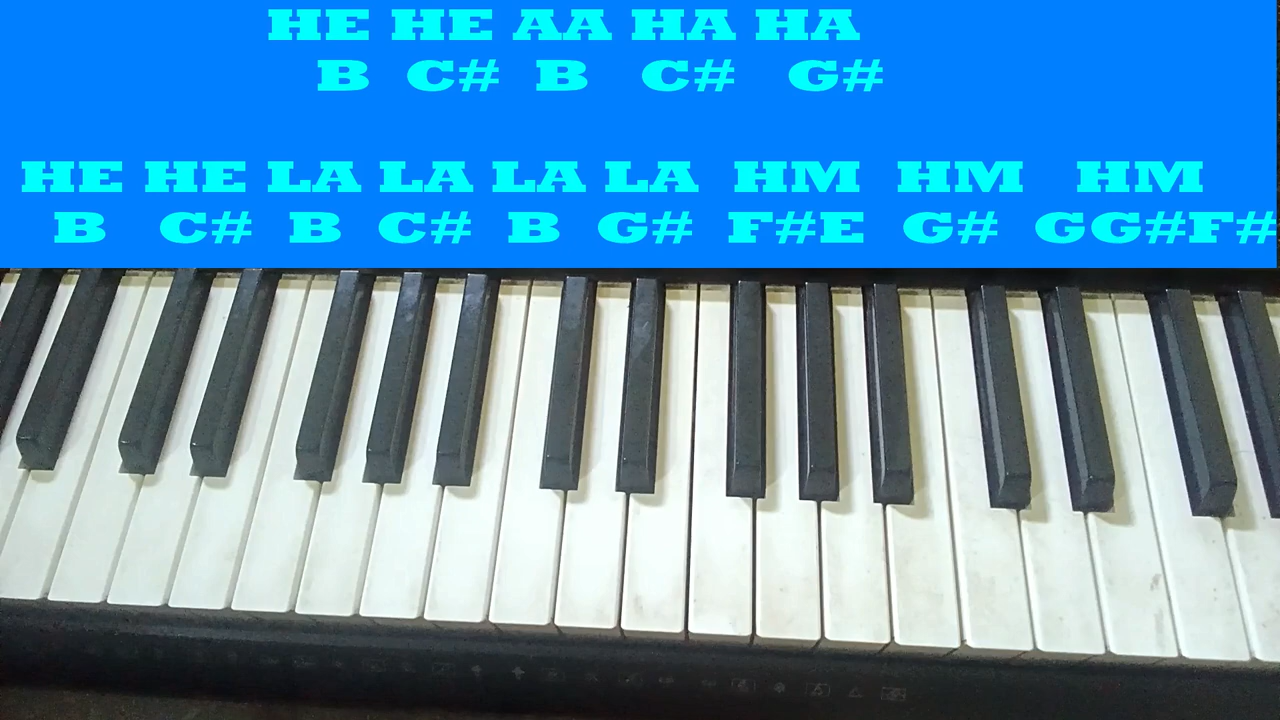 HE HE AA HA HA
B C# B C# G#
HE HE LA LA LA LA HM HM HM
B C# B C# B G# F#E G# GG#F#